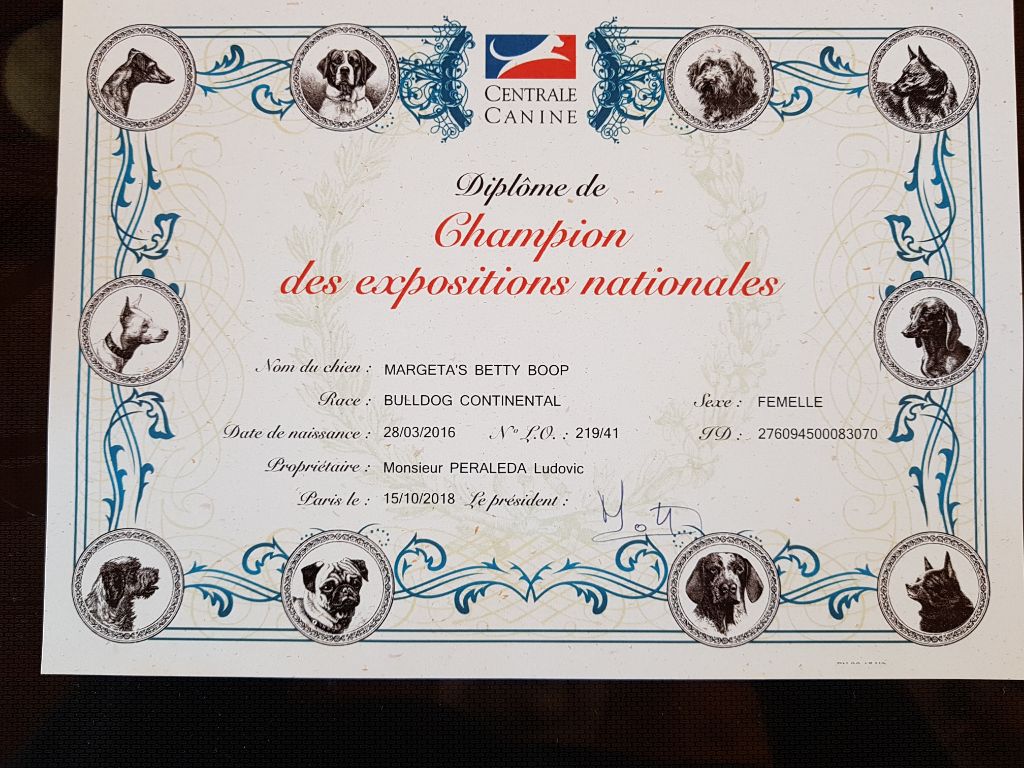 CENTRALE
CANINE
Diplôme de
Champion
des expositions nationales
Nom du chien : MARGETA'S BETTY BOOP
Race : BULLDOG CONTINENTAL Sexe : FEMELLE
Date de naissance : 28/03/2016 N° L.O. : 219/41 ID : 276094500083070
Propriétaire : Monsieur PERALEDA Ludovic
Paris le : 15/10/2018 Le président :